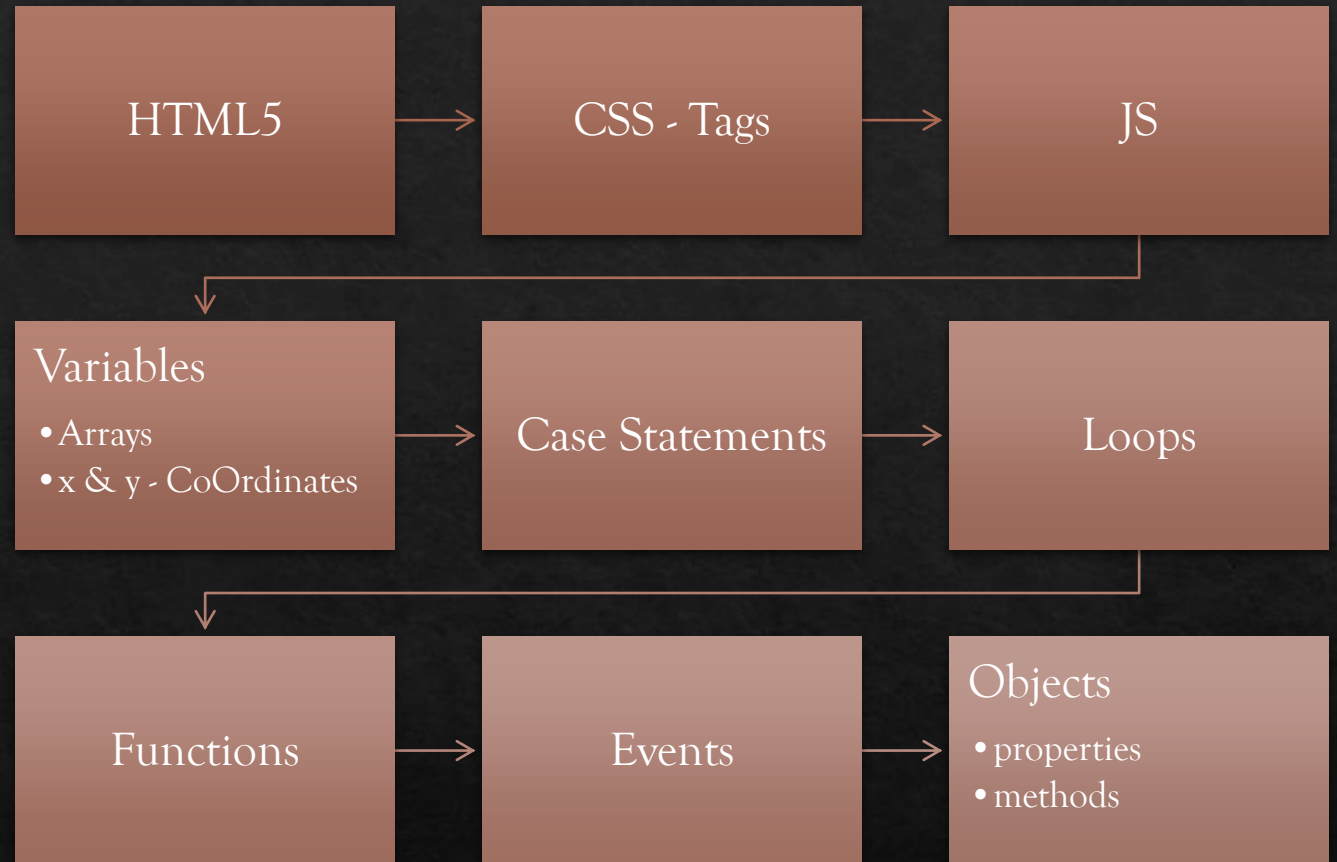 HTML5
CSS - Tags
JS
Variables
•Arrays
•x & y - CoOrdinates
Case Statements
Loops
Functions
Events
Objects
•properties
•methods